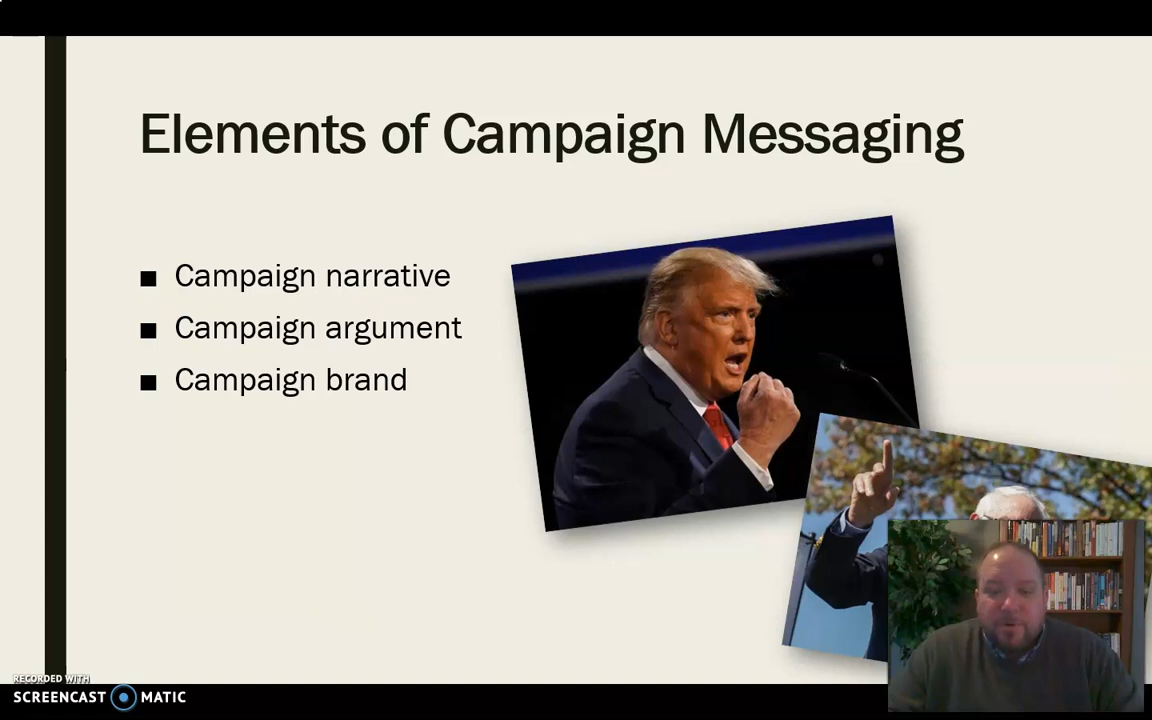 Elements of Campaign Messaging
■ Campaign narrative
■ Campaign argument
■ Campaign brand
RECORDED WITH
SCREENCAST MATIC